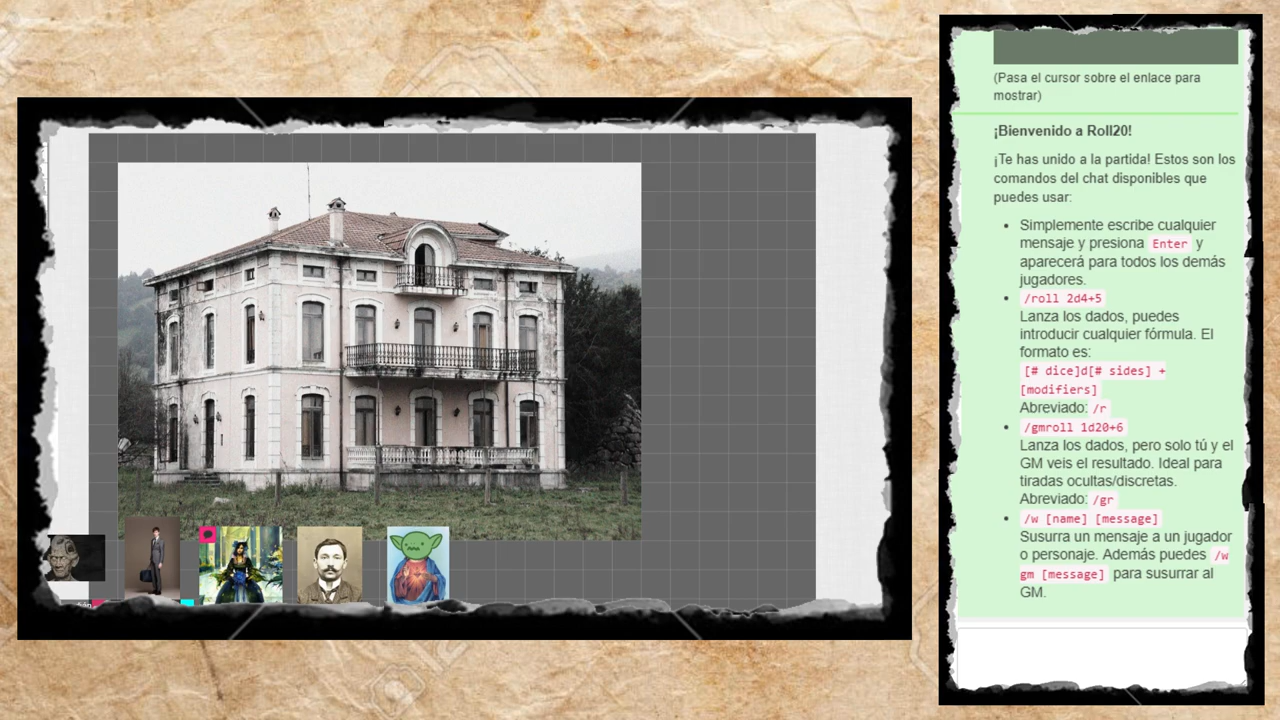 (Pasa el cursor sobre el enlace para
mostrar)
¡Bienvenido a Roll20!
¡Te has unido a la partida! Estos son los
comandos del chat disponibles que
puedes usar:
• Simplemente escribe cualquier
mensaje y presiona Enter y
aparecerá para todos los demás
jugadores.
• /roll 2d4+5
Lanza los dados, puedes
introducir cualquier fórmula. El
formato es:
[# dice]d[# sides] +
[modifiers]
Abreviado: /r
• /gmroll 1d20+6
Lanza los dados, pero solo tú y el
GM veis el resultado. Ideal para
tiradas ocultas/discretas.
Abreviado: /gr
• /w [name] [message]
Susurra un mensaje a un jugador
o personaje. Además puedes /w
gm [message] para susurrar al
GM.